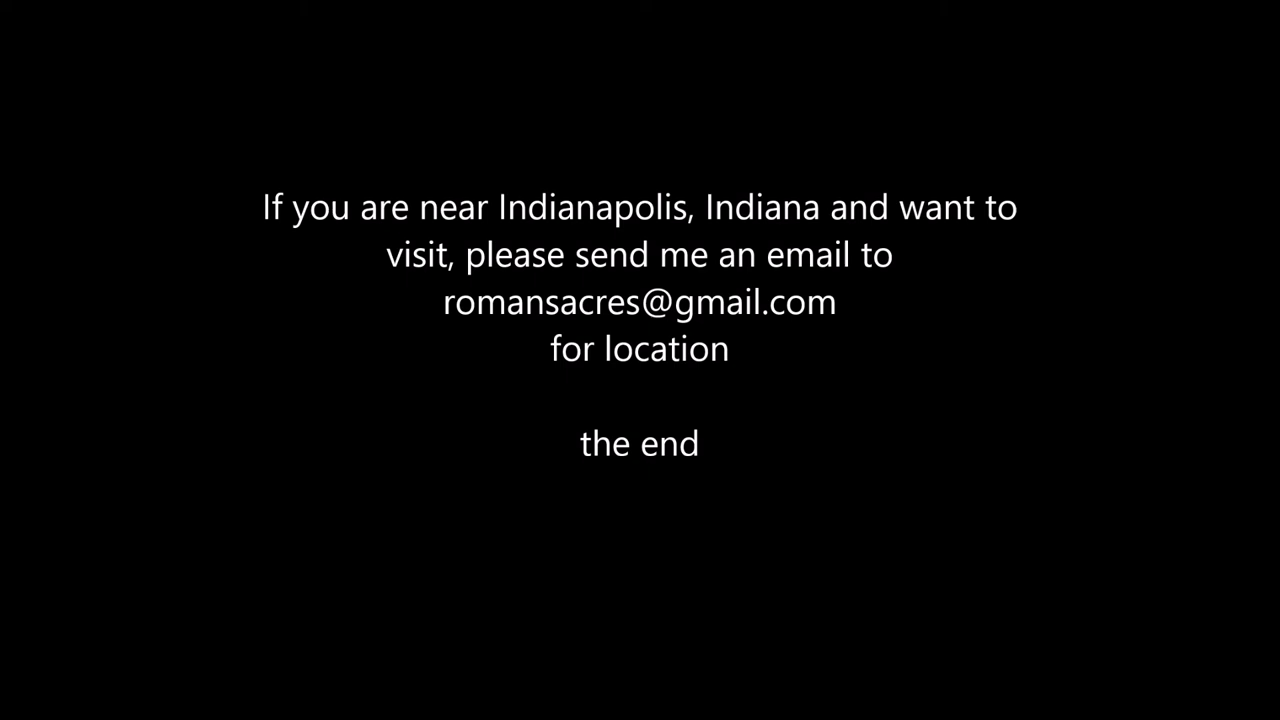 If you are near Indianapolis, Indiana and want to
visit, please send me an email to
romansacres@gmail.com
for location
the end